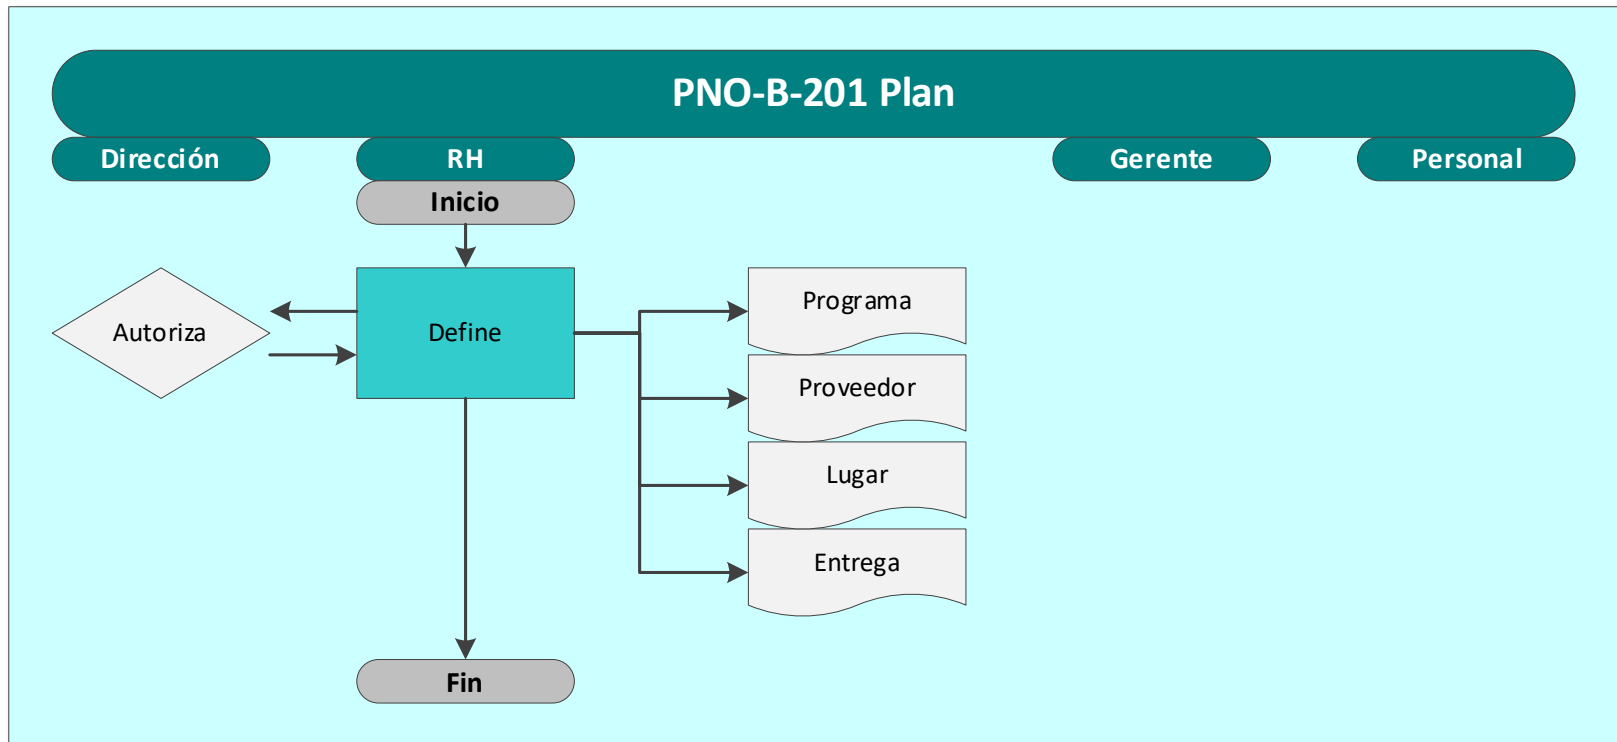 PNO-B-201 Plan
Dirección
RH
Gerente
Personal
Inicio
Autoriza
Define
Programa
Proveedor
Lugar
Entrega
Fin